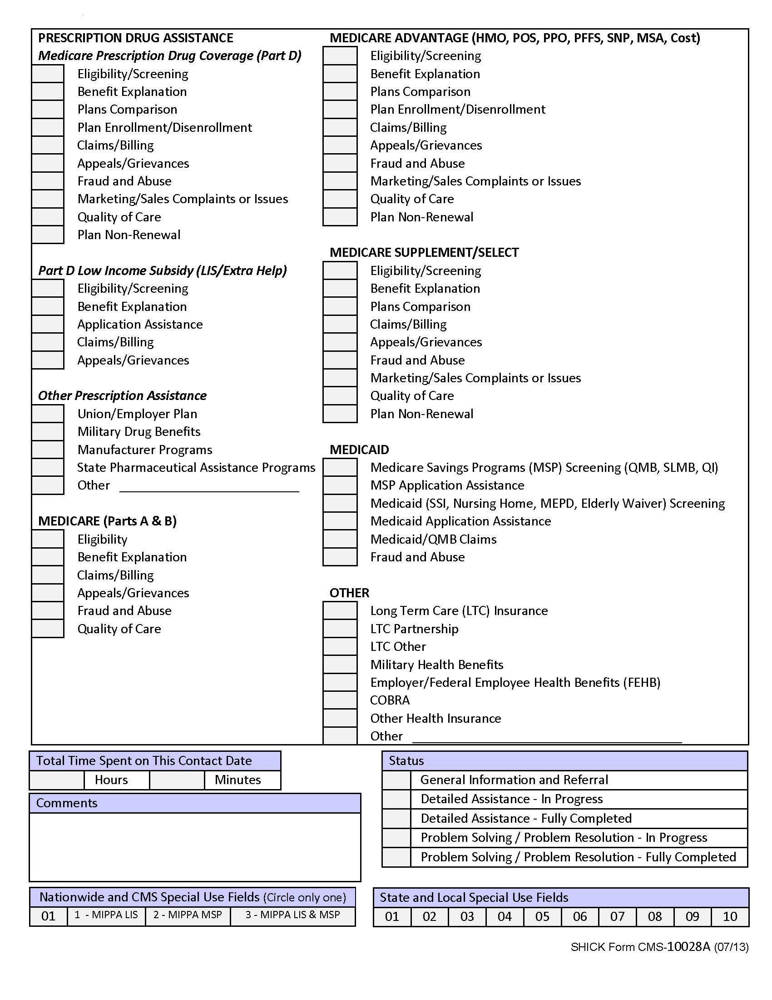 PRESCRIPTION DRUG ASSISTANCE
Medicare Prescription Drug Coverage (Part D)
Eligibility/Screening
Benefit Explanation
Plans Comparison
Plan Enrollment/Disenrollment
Claims/Billing
Appeals/Grievances
Fraud and Abuse
Marketing/Sales Complaints or Issues
Quality of Care
Plan Non-Renewal
Part D Low Income Subsidy (LIS/Extra Help)
Eligibility/Screening
Benefit Explanation
Application Assistance
Claims/Billing
Appeals/Grievances
Other Prescription Assistance
Union/Employer Plan
Military Drug Benefits
Manufacturer Programs
State Pharmaceutical Assistance Programs
Other
MEDICARE (Parts A & B)
Eligibility
Benefit Explanation
Claims/Billing
Appeals/Grievances
Fraud and Abuse
Quality of Care
MEDICARE ADVANTAGE (HMO, POS, PPO, PFFS, SNP, MSA, Cost)
Eligibility/Screening
Benefit Explanation
Plans Comparison
Plan Enrollment/Disenrollment
Claims/Billing
Appeals/Grievances
Fraud and Abuse
Marketing/Sales Complaints or Issues
Quality of Care
Plan Non-Renewal
MEDICARE SUPPLEMENT/SELECT
Eligibility/Screening
Benefit Explanation
Plans Comparison
Claims/Billing
Appeals/Grievances
Fraud and Abuse
Marketing/Sales Complaints or Issues
Quality of Care
Plan Non-Renewal
MEDICAID
Medicare Savings Programs (MSP) Screening (QMB, SLMB, QI)
MSP Application Assistance
Medicaid (SSI, Nursing Home, MEPD, Elderly Waiver) Screening
Medicaid Application Assistance
Medicaid/QMB Claims
Fraud and Abuse
OTHER
Long Term Care (LTC) Insurance
LTC Partnership
LTC Other
Military Health Benefits
Employer/Federal Employee Health Benefits (FEHB)
COBRA
Other Health Insurance
Other
Total Time Spent on This Contact Date
Hours Minutes
Comments
Status
General Information and Referral
Detailed Assistance - In Progress
Detailed Assistance - Fully Completed
Problem Solving / Problem Resolution - In Progress
Problem Solving / Problem Resolution - Fully Completed
Nationwide and CMS Special Use Fields (Circle only one)
01 1 - MIPPA LIS 2 - MIPPA MSP 3 - MIPPA LIS & MSP
State and Local Special Use Fields
01 02 03 04 05 06 07 08 09 10
SHICK Form CMS-10028A (07/13)